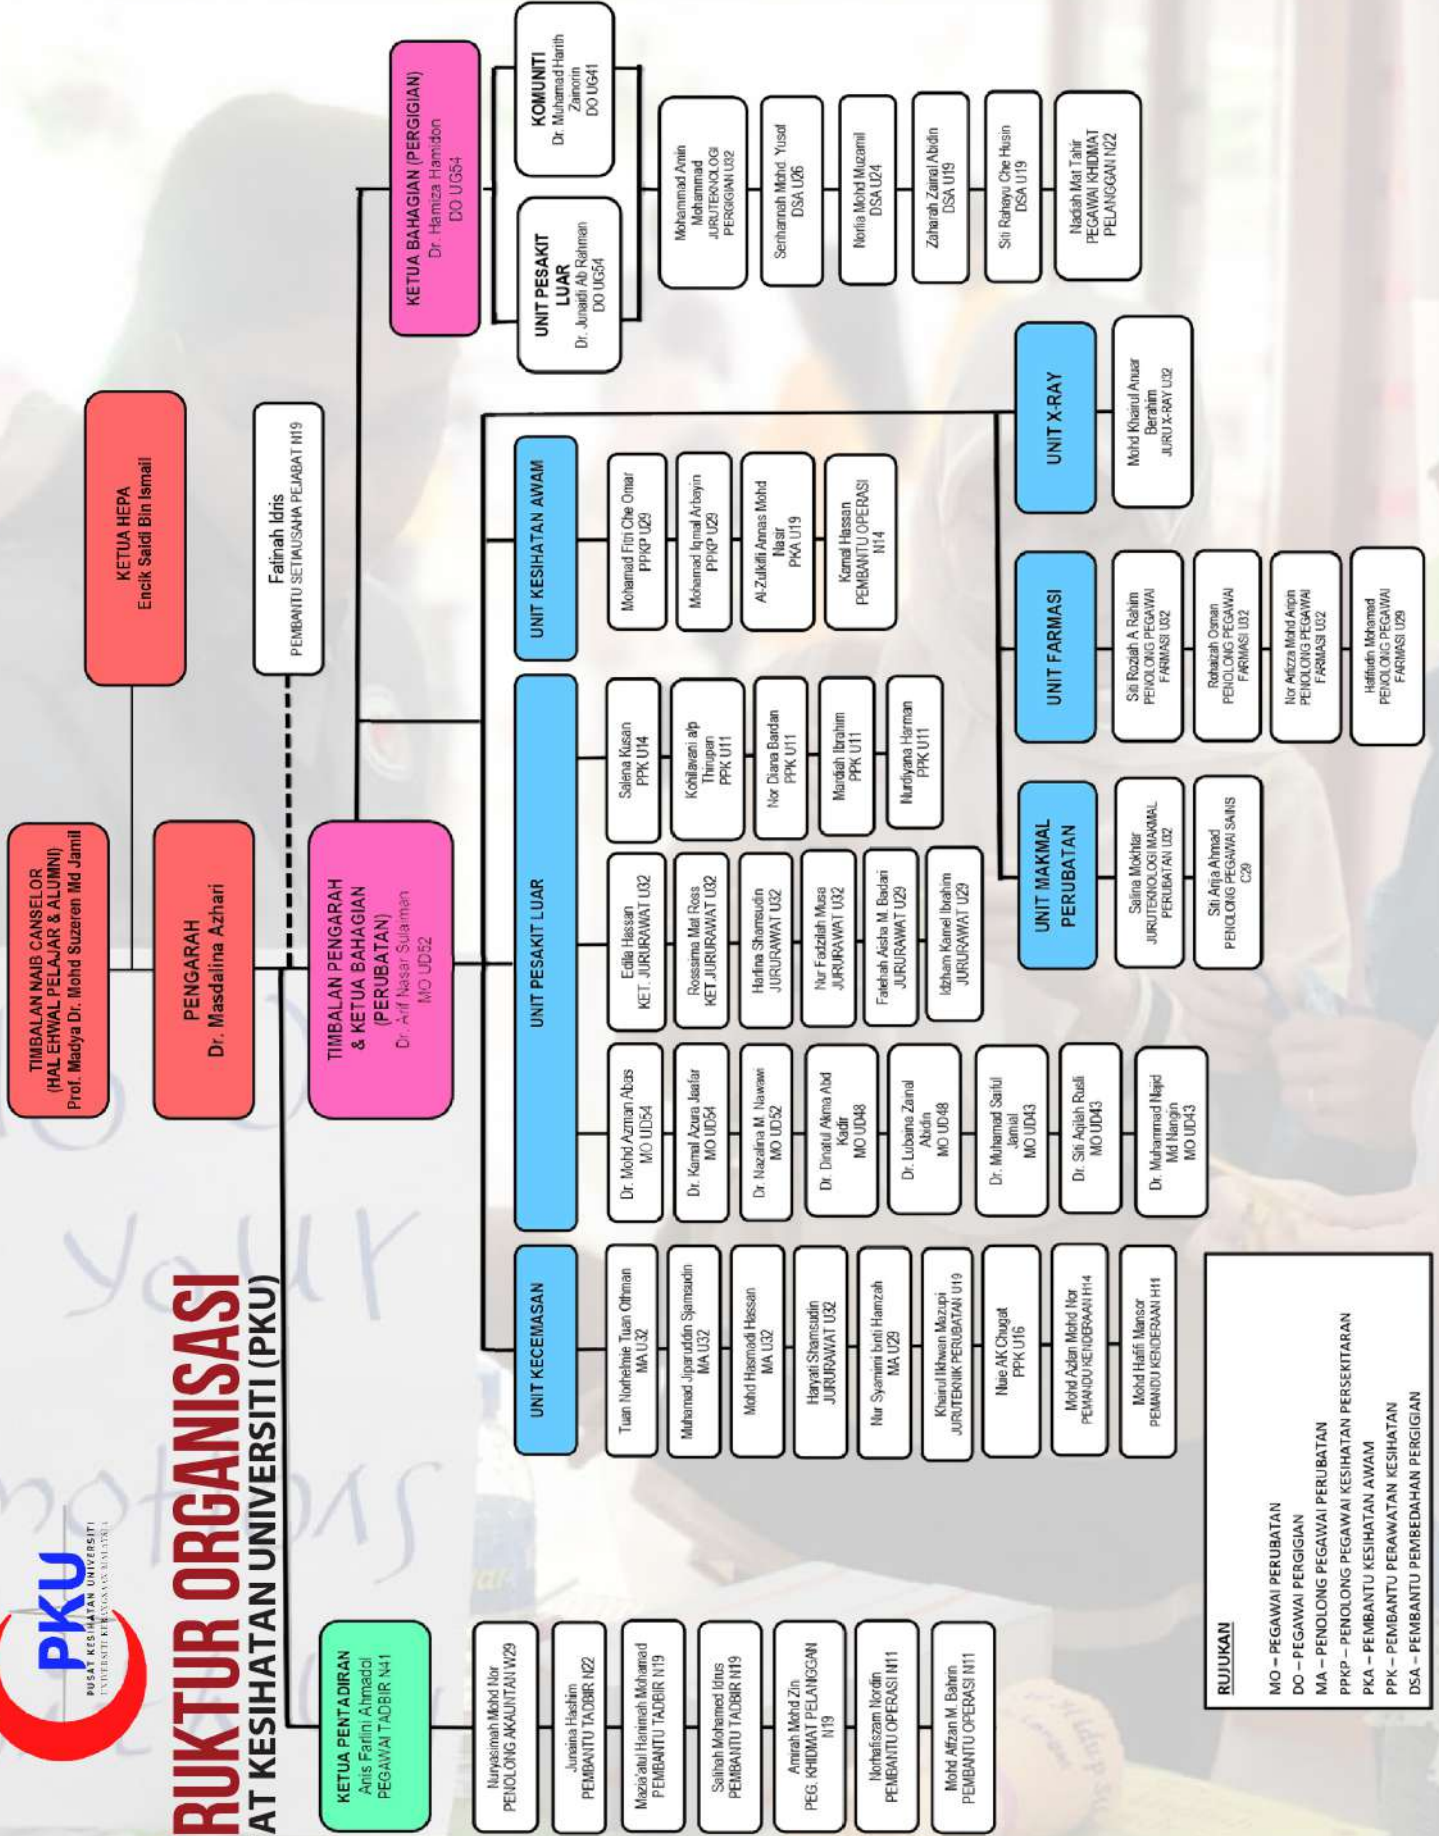 PKU
PUSAT KESIHATAN UNIVERSITI
UNIVERSITI KEBANGSAAN MALAYSIA
RUKTUR ORGANISASI
AT KESIHATAN UNIVERSITI (PKU)
TIMBALAN NAIB CANSELOR
(HAL EHWAL PELAJAR & ALUMNI)
Prof. Madya Dr. Mohd Suzeren Md Jamil
KETUA HEPA
Encik Saidi Bin Ismail
PENGARAH
Dr. Masdalina Azhari
Fatinah Idris
PEMBANTU SETIAUSAHA PEJABAT N19
TIMBALAN PENGARAH
& KETUA BAHAGIAN
(PERUBATAN)
Dr. Arif Nasar Sulaiman
MO UD52
KETUA PENTADIRAN
Anis Farlini Ahmadol
PEGAWAI TADBIR N41
Nuryasimah Mohd Nor
PENOLONG AKAUNTAN W29
Junaina Hashim
PEMBANTU TADBIR N22
Mazia'atul Hanimah Mohamad
PEMBANTU TADBIR N19
Salihah Mohamed Idrus
PEMBANTU TADBIR N19
Amirah Mohd Zin
PEG. KHIDMAT PELANGGAN
N19
Norhafiszam Nordin
PEMBANTU OPERASI N11
Mohd Affzan M. Bahrin
PEMBANTU OPERASI N11
UNIT KECEMASAN
Tuan Norhelmie Tuan Othman
MA U32
Muhamad Jiparuddin Sjamsudin
MA U32
Mohd Hasmadi Hassan
MA U32
Haryati Shamsudin
JURURAWAT U32
Nur Syamimi binti Hamzah
MA U29
Khairul Ikhwan Mazupi
JURUTEKNIK PERUBATAN U19
Nuie AK Chugat
PPK U16
Mohd Azlan Mohd Nor
PEMANDU KENDERAAN H14
Mohd Hafifi Mansor
PEMANDU KENDERAAN H11
UNIT PESAKIT LUAR
Dr. Mohd Azman Abas
MO UD54
Dr. Kamal Azura Jaafar
MO UD54
Dr. Nazalina M. Nawawi
MO UD52
Dr. Dinatul Akma Abd
Kadir
MO UD48
Dr. Lubaina Zainal
Abidin
MO UD48
Dr. Muhamad Saiful
Jamial
MO UD43
Dr. Siti Aqilah Rusli
MO UD43
Dr. Muhammad Najid
Md Nangin
MO UD43
Edila Hassan
KET. JURURAWAT U32
Rosssima Mat Ross
KET.JURURAWAT U32
Harlina Shamsudin
JURURAWAT U32
Nur Fadzilah Musa
JURURAWAT U32
Fatehah Aisha M. Badari
JURURAWAT U29
Idzham Kamel Ibrahim
JURURAWAT U29
Salena Kusan
PPK U14
Kohilavani a/p
Thirupan
PPK U11
Nor Diana Bardan
PPK U11
Mardiah Ibrahim
PPK U11
Nurdiyana Harman
PPK U11
UNIT KESIHATAN AWAM
Mohamad Fitri Che Omar
PPKP U29
Mohamad Iqmal Arbayin
PPKP U29
Al-Zulkifli Annas Mohd
Nasir
PKA U19
Kamal Hassan
PEMBANTU OPERASI
N14
UNIT MAKMAL
PERUBATAN
Salina Mokhtar
JURUTEKNOLOGI MAKMAL
PERUBATAN U32
Siti Arija Ahmad
PENOLONG PEGAWAI SAINS
C29
UNIT FARMASI
Siti Roziah A Rahim
PENOLONG PEGAWAI
FARMASI U32
Rohaizah Osman
PENOLONG PEGAWAI
FARMASI U32
Nor Arfizza Mohd Aripin
PENOLONG PEGAWAI
FARMASI U32
Hafifudin Mohamad
PENOLONG PEGAWAI
FARMASI U29
UNIT X-RAY
Mohd Khairul Anuar
Berahim
JURU X-RAY U32
KETUA BAHAGIAN (PERGIGIAN)
Dr. Hamiza Hamidon
DO UG54
UNIT PESAKIT
LUAR
Dr. Junaidi Ab Rahman
DO UG54
KOMUNITI
Dr. Muhamad Harith
Zainorin
DO UG41
Mohammad Amin
Mohammad
JURUTEKNOLOGI
PERGIGIAN U32
Serihannah Mohd. Yusof
DSA U26
Norlia Mohd Muzamil
DSA U24
Zaharah Zainal Abidin
DSA U19
Siti Rahayu Che Husin
DSA U19
Nadiah Mat Tahir
PEGAWAI KHIDMAT
PELANGGAN N22
RUJUKAN
MO – PEGAWAI PERUBATAN
DO – PEGAWAI PERGIGIAN
MA – PENOLONG PEGAWAI PERUBATAN
PPKP – PENOLONG PEGAWAI KESIHATAN PERSEKITARAN
PKA – PEMBANTU KESIHATAN AWAM
PPK – PEMBANTU PERAWATAN KESIHATAN
DSA – PEMBANTU PEMBEDAHAN PERGIGIAN